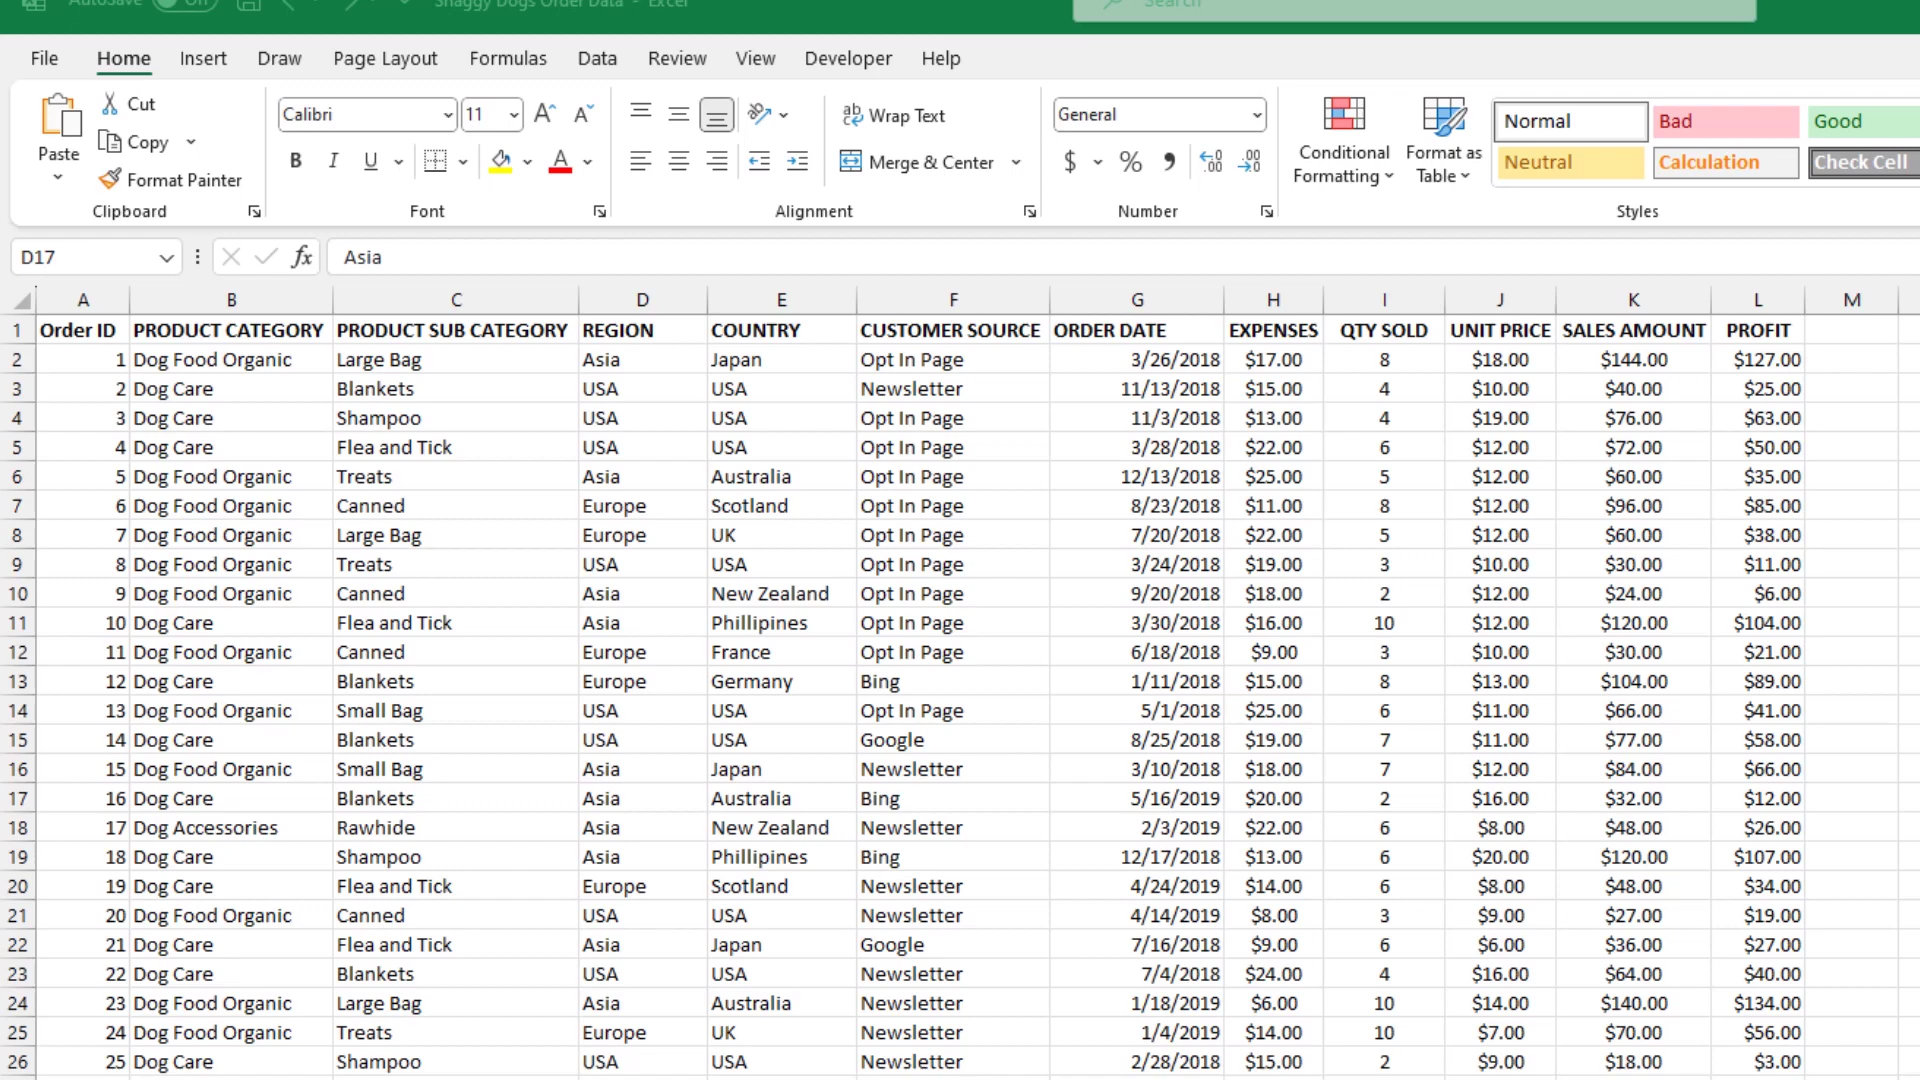 AutoSave Off Shaggy Dogs Order Data - Excel Search
File Home Insert Draw Page Layout Formulas Data Review View Developer Help
Paste Cut Copy Format Painter Clipboard
Calibri 11 A A B I U A Font
ab Wrap Text Merge & Center Alignment
General $ % Number
Conditional Formatting Format as Table
Normal Bad Good
Neutral Calculation Check Cell
Styles
D17 fx Asia
A B C D E F G H I J K L M
1 Order ID PRODUCT CATEGORY PRODUCT SUB CATEGORY REGION COUNTRY CUSTOMER SOURCE ORDER DATE EXPENSES QTY SOLD UNIT PRICE SALES AMOUNT PROFIT
2 1 Dog Food Organic Large Bag Asia Japan Opt In Page 3/26/2018 $17.00 8 $18.00 $144.00 $127.00
3 2 Dog Care Blankets USA USA Newsletter 11/13/2018 $15.00 4 $10.00 $40.00 $25.00
4 3 Dog Care Shampoo USA USA Opt In Page 11/3/2018 $13.00 4 $19.00 $76.00 $63.00
5 4 Dog Care Flea and Tick USA USA Opt In Page 3/28/2018 $22.00 6 $12.00 $72.00 $50.00
6 5 Dog Food Organic Treats Asia Australia Opt In Page 12/13/2018 $25.00 5 $12.00 $60.00 $35.00
7 6 Dog Food Organic Canned Europe Scotland Opt In Page 8/23/2018 $11.00 8 $12.00 $96.00 $85.00
8 7 Dog Food Organic Large Bag Europe UK Opt In Page 7/20/2018 $22.00 5 $12.00 $60.00 $38.00
9 8 Dog Food Organic Treats USA USA Opt In Page 3/24/2018 $19.00 3 $10.00 $30.00 $11.00
10 9 Dog Food Organic Canned Asia New Zealand Opt In Page 9/20/2018 $18.00 2 $12.00 $24.00 $6.00
11 10 Dog Care Flea and Tick Asia Phillipines Opt In Page 3/30/2018 $16.00 10 $12.00 $120.00 $104.00
12 11 Dog Food Organic Canned Europe France Opt In Page 6/18/2018 $9.00 3 $10.00 $30.00 $21.00
13 12 Dog Care Blankets Europe Germany Bing 1/11/2018 $15.00 8 $13.00 $104.00 $89.00
14 13 Dog Food Organic Small Bag USA USA Opt In Page 5/1/2018 $25.00 6 $11.00 $66.00 $41.00
15 14 Dog Care Blankets USA USA Google 8/25/2018 $19.00 7 $11.00 $77.00 $58.00
16 15 Dog Food Organic Small Bag Asia Japan Newsletter 3/10/2018 $18.00 7 $12.00 $84.00 $66.00
17 16 Dog Care Blankets Asia Australia Bing 5/16/2019 $20.00 2 $16.00 $32.00 $12.00
18 17 Dog Accessories Rawhide Asia New Zealand Newsletter 2/3/2019 $22.00 6 $8.00 $48.00 $26.00
19 18 Dog Care Shampoo Asia Phillipines Bing 12/17/2018 $13.00 6 $20.00 $120.00 $107.00
20 19 Dog Care Flea and Tick Europe Scotland Newsletter 4/24/2019 $14.00 6 $8.00 $48.00 $34.00
21 20 Dog Food Organic Canned USA USA Newsletter 4/14/2019 $8.00 3 $9.00 $27.00 $19.00
22 21 Dog Care Flea and Tick Asia Japan Google 7/16/2018 $9.00 6 $6.00 $36.00 $27.00
23 22 Dog Care Blankets USA USA Newsletter 7/4/2018 $24.00 4 $16.00 $64.00 $40.00
24 23 Dog Food Organic Large Bag Asia Australia Newsletter 1/18/2019 $6.00 10 $14.00 $140.00 $134.00
25 24 Dog Food Organic Treats Europe UK Newsletter 1/4/2019 $14.00 10 $7.00 $70.00 $56.00
26 25 Dog Care Shampoo USA USA Newsletter 2/28/2018 $15.00 2 $9.00 $18.00 $3.00